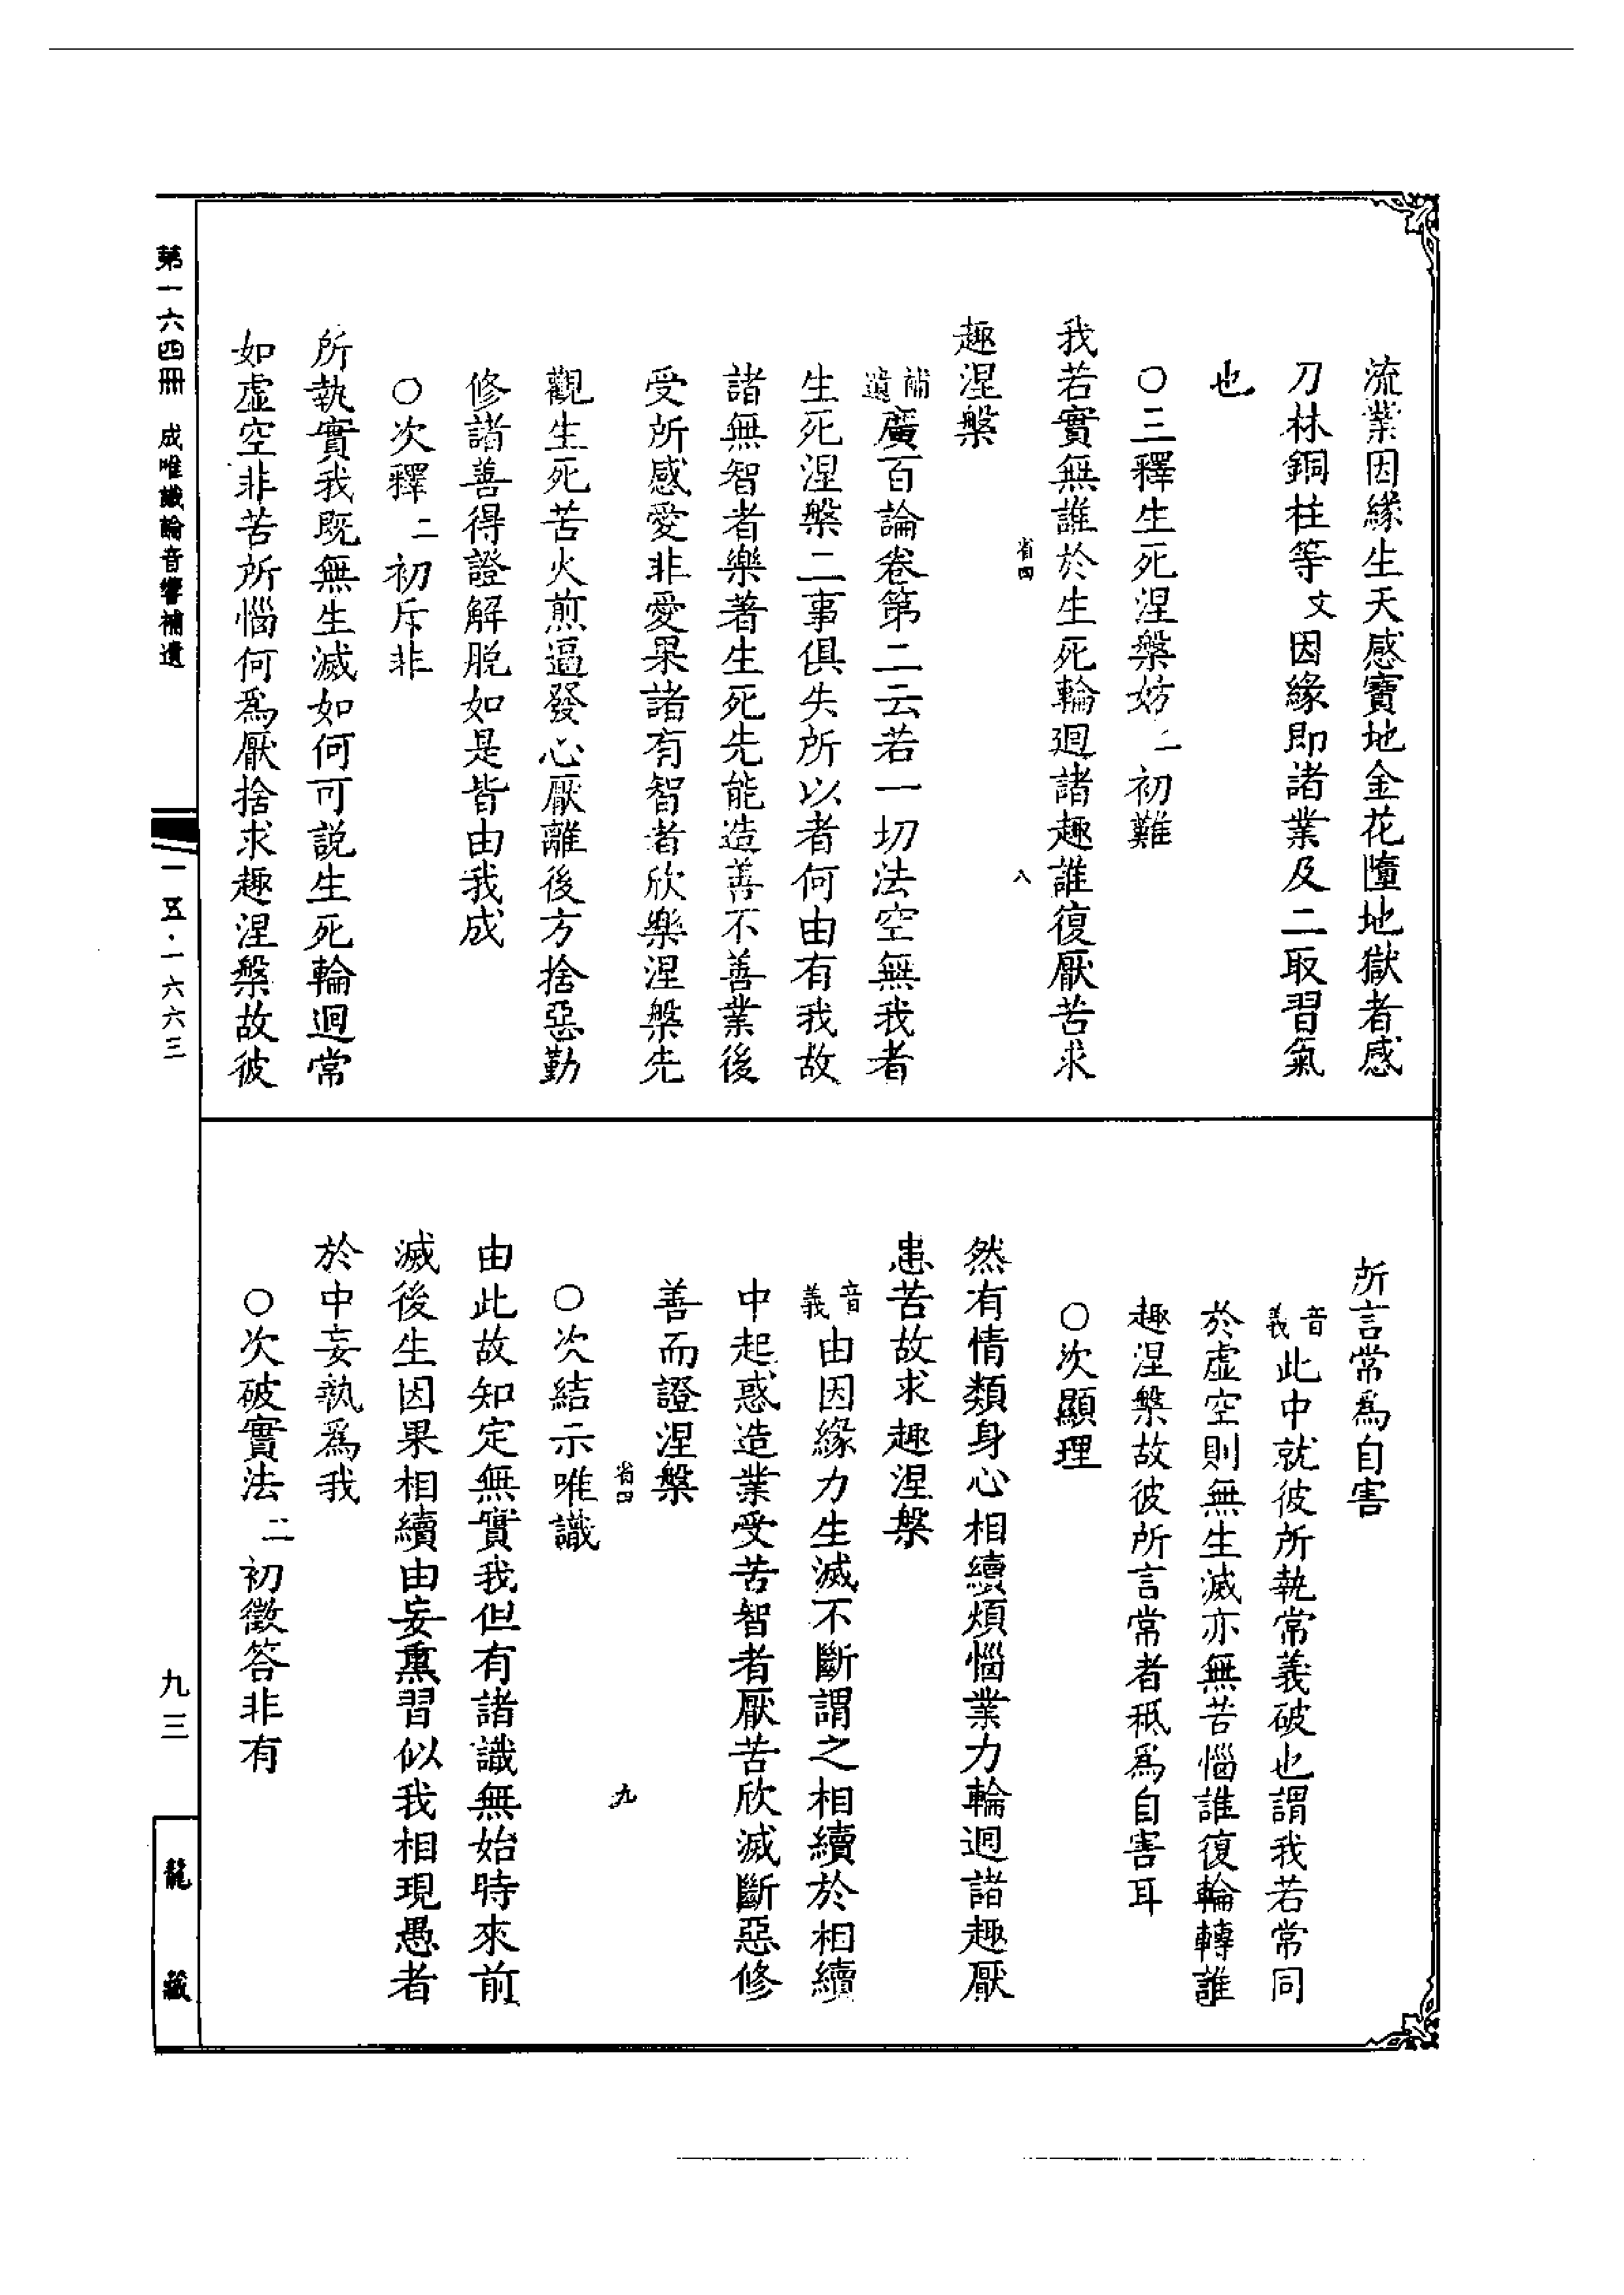 流業因緣生天感寶地金花墮地獄者感
刀林銅柱等文因緣即諸業及二取習氣
也
○三釋生死涅槃妨二初難
我若實無誰於生死輪迴諸趣誰復厭苦求
省四 八
趣涅槃
補遺廣百論卷第二云若一切法空無我者
生死涅槃二事俱失所以者何由有我故
諸無智者樂著生死先能造善不善業後
受所感愛非愛果諸有智者欣樂涅槃先
觀生死苦火煎逼發心厭離後方捨惡勤
修諸善得證解脫如是皆由我成
○次釋二初斥非
所執實我既無生滅如何可說生死輪迴常
如虛空非苦所惱何爲厭捨求趣涅槃故彼
所言常爲自害
音義此中就彼所執常義破也謂我若常同
於虛空則無生滅亦無苦惱誰復輪轉誰
趣涅槃故彼所言常者秪爲自害耳
○次顯理
然有情類身心相續煩惱業力輪迴諸趣厭
患苦故求趣涅槃
音義由因緣力生滅不斷謂之相續於相續
中起惑造業受苦智者厭苦欣滅斷惡修
善而證涅槃
省四 九
○次結示唯識
由此故知定無實我但有諸識無始時來前
滅後生因果相續由妄熏習似我相現愚者
於中妄執爲我
○次破實法二初徵答非有
第一六四冊 成唯識論音響補遺
一五·一六六三
九三
龍藏